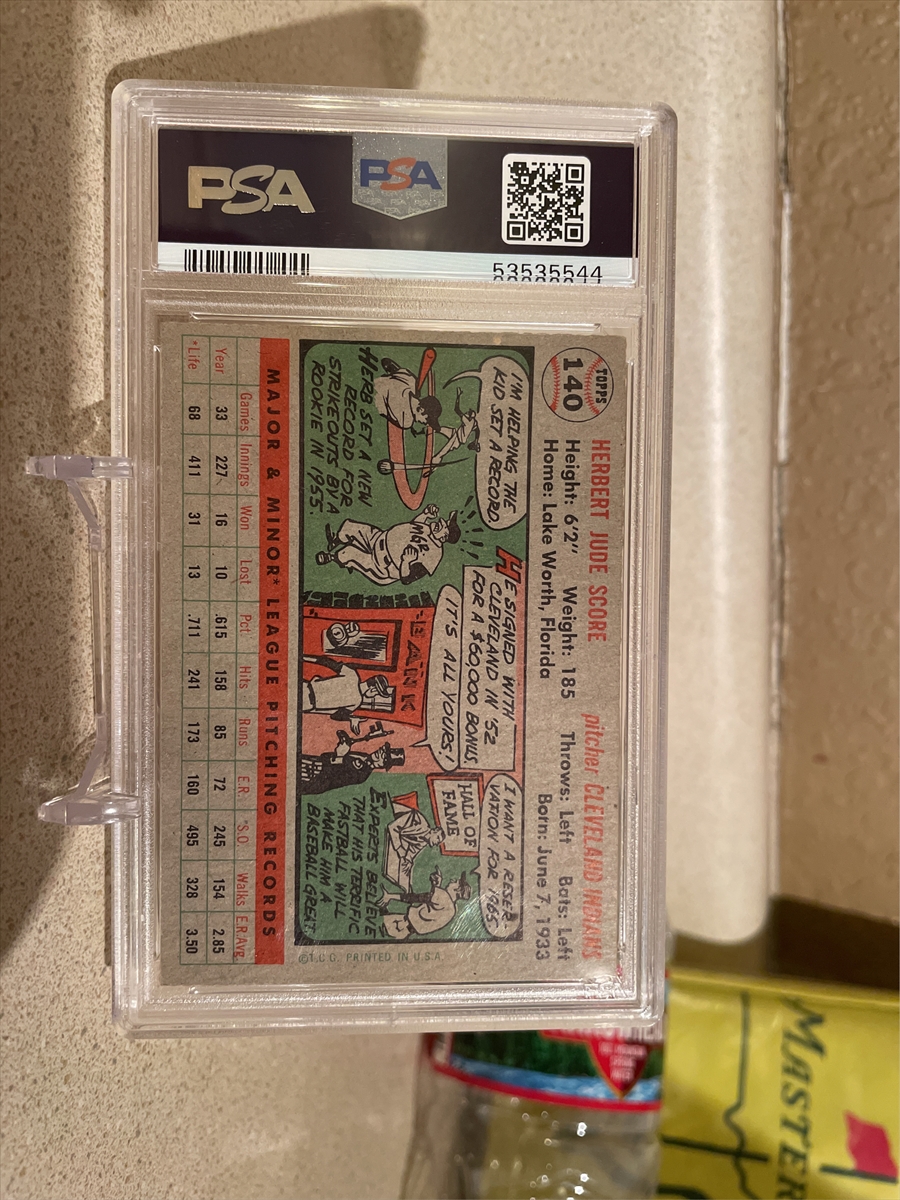 PSA
PSA
53535544
TOPPS
140
HERBERT JUDE SCORE
pitcher CLEVELAND INDIANS
Height: 6'2" Weight: 185 Throws: Left Bats: Left
Home: Lake Worth, Florida Born: June 7, 1933
I'M HELPING THE
KID SET A RECORD
MGR.
HERB SET A NEW
RECORD FOR
STRIKEOUTS BY A
ROOKIE IN 1955.
HE SIGNED WITH
CLEVELAND IN '52
FOR A $60,000 BONUS.
IT'S ALL YOURS!
BANK
I WANT A RESER-
VATION FOR 1965
HALL OF
FAME
EXPERTS BELIEVE
THAT HIS TERRIFIC
FASTBALL WILL
MAKE HIM A
BASEBALL GREAT.
MAJOR & MINOR* LEAGUE PITCHING RECORDS
Games Innings Won Lost Pct Hits Runs E.R. *S.O Walks E.R.Avg.
Year 33 227 16 10 .615 158 85 72 245 154 2.85
*Life 68 411 31 13 .711 241 173 160 495 328 3.50
©T.C.G. PRINTED IN U.S.A.
MASTER